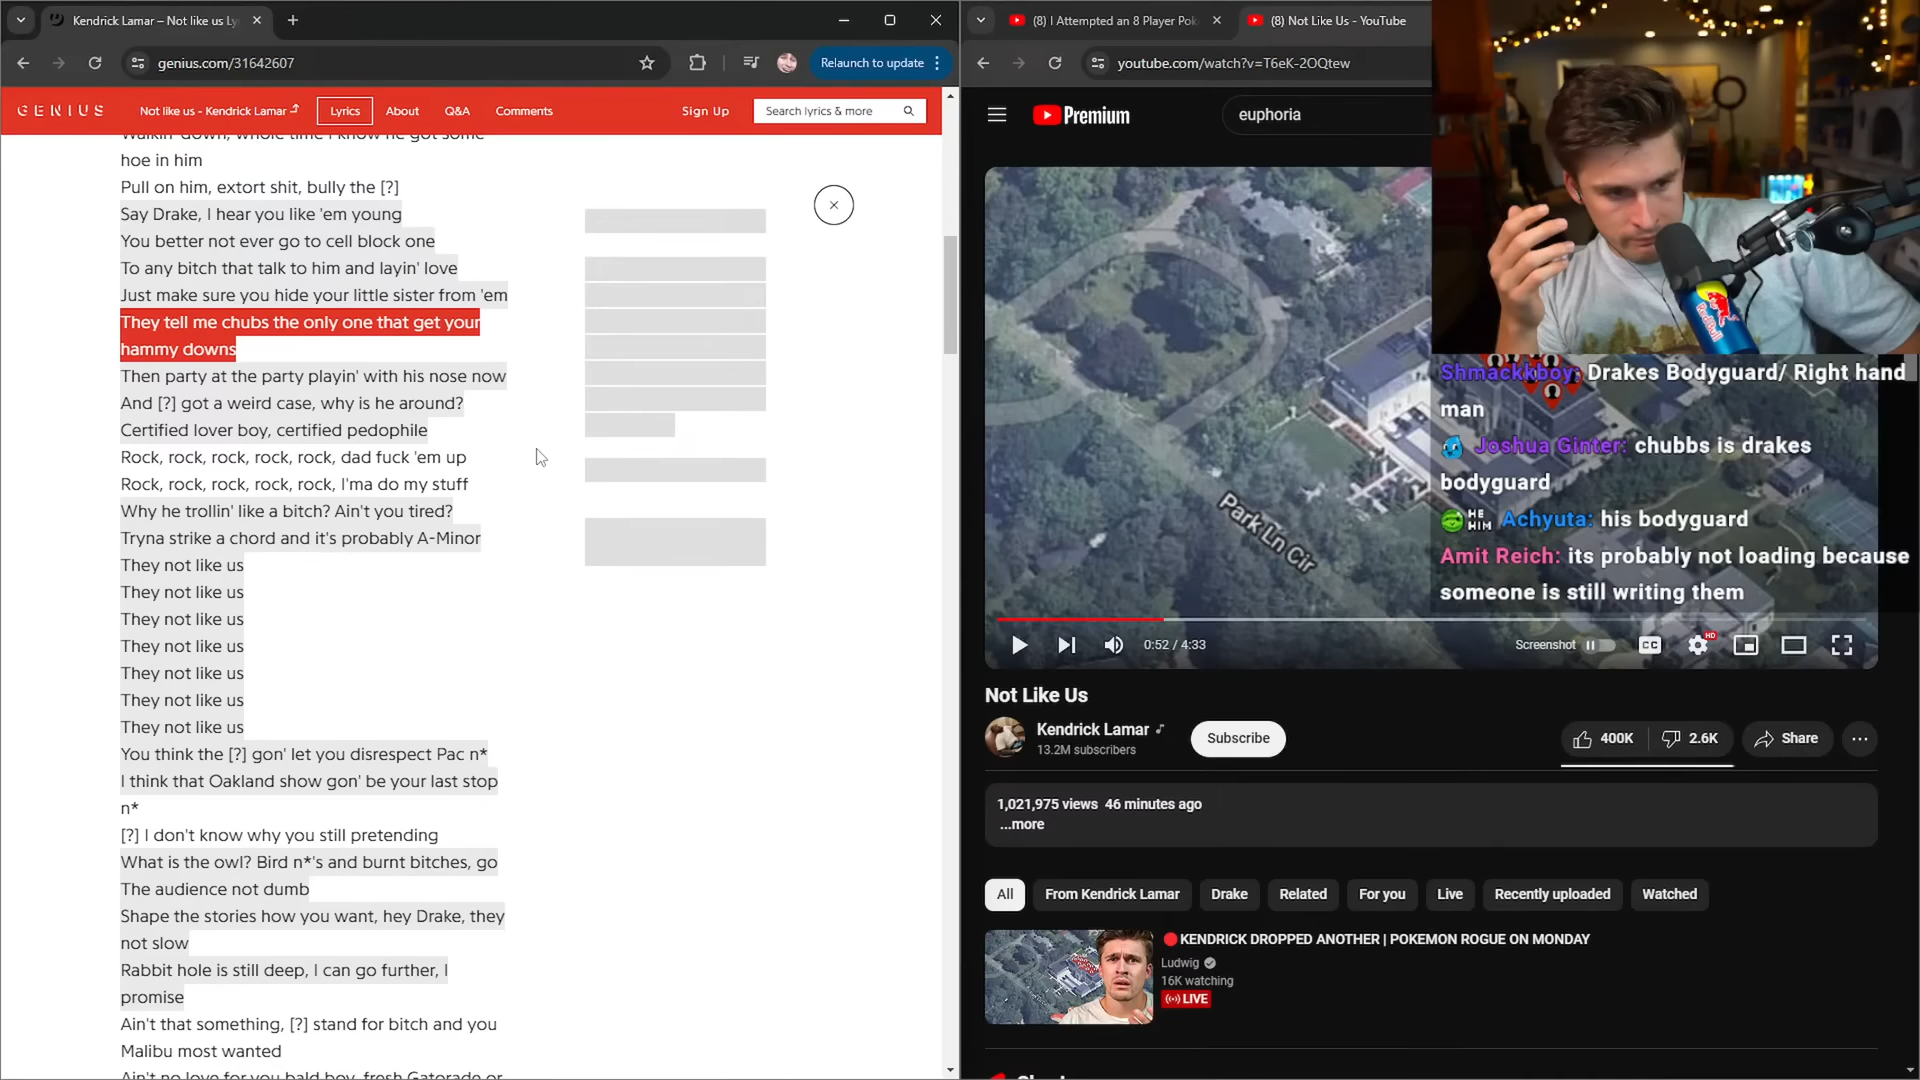 Kendrick Lamar – Not like us Ly
(8) I Attempted an 8 Player Pok
(8) Not Like Us - YouTube
genius.com/31642607
Relaunch to update
youtube.com/watch?v=T6eK-2OQtew
GENIUS
Not like us - Kendrick Lamar
Lyrics
About
Q&A
Comments
Sign Up
Search lyrics & more
Walkin' down, whole time I know he got some
hoe in him
Pull on him, extort shit, bully the [?]
Say Drake, I hear you like 'em young
You better not ever go to cell block one
To any bitch that talk to him and layin' love
Just make sure you hide your little sister from 'em
They tell me chubs the only one that get your
hammy downs
Then party at the party playin' with his nose now
And [?] got a weird case, why is he around?
Certified lover boy, certified pedophile
Rock, rock, rock, rock, rock, dad fuck 'em up
Rock, rock, rock, rock, rock, I'ma do my stuff
Why he trollin' like a bitch? Ain't you tired?
Tryna strike a chord and it's probably A-Minor
They not like us
They not like us
They not like us
They not like us
They not like us
They not like us
They not like us
You think the [?] gon' let you disrespect Pac n*
I think that Oakland show gon' be your last stop
n*
[?] I don't know why you still pretending
What is the owl? Bird n*'s and burnt bitches, go
The audience not dumb
Shape the stories how you want, hey Drake, they
not slow
Rabbit hole is still deep, I can go further, I
promise
Ain't that something, [?] stand for bitch and you
Malibu most wanted
Ain't no love for you bald boy, fresh Gatorade or
Premium
euphoria
Park Ln Cir
RedBull
Shmackkboy: Drakes Bodyguard/ Right hand
man
Joshua Ginter: chubbs is drakes
bodyguard
HE HIM Achyuta: his bodyguard
Amit Reich: its probably not loading because
someone is still writing them
0:52 / 4:33
Screenshot
CC
HD
Not Like Us
Kendrick Lamar
13.2M subscribers
Subscribe
400K
2.6K
Share
1,021,975 views 46 minutes ago
...more
All
From Kendrick Lamar
Drake
Related
For you
Live
Recently uploaded
Watched
KENDRICK DROPPED ANOTHER | POKEMON ROGUE ON MONDAY
Ludwig
16K watching
LIVE